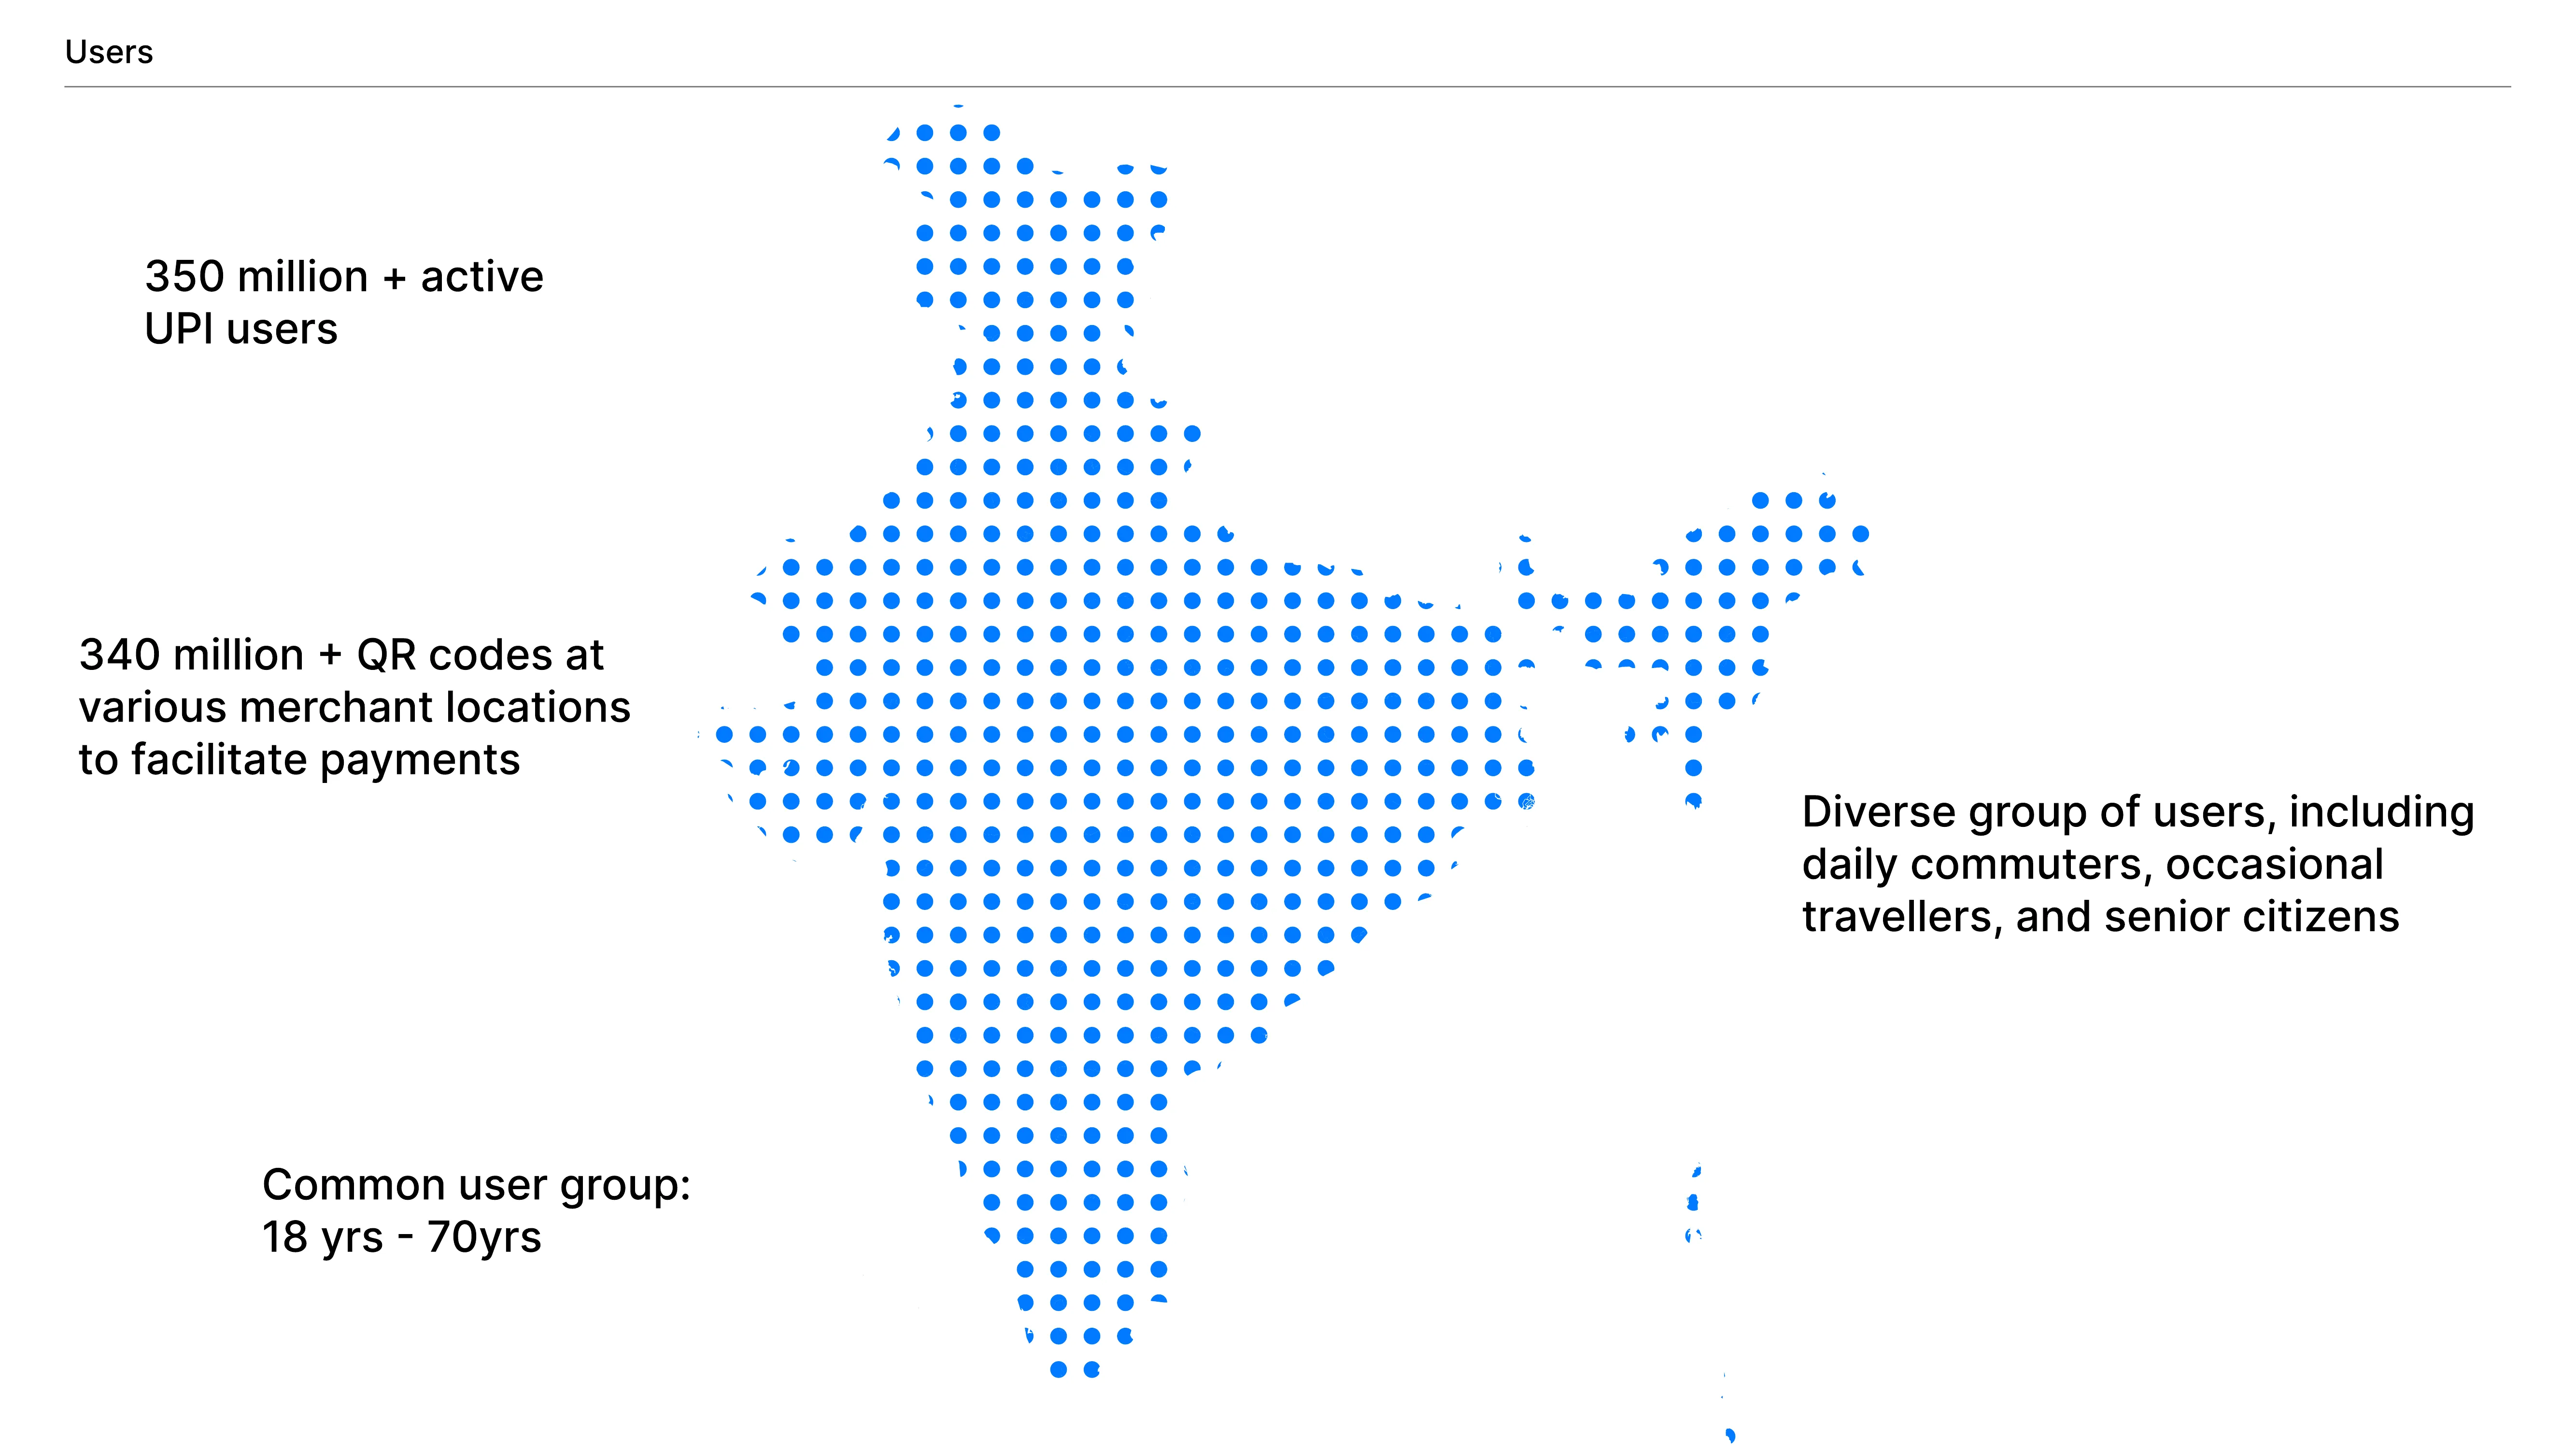 Users
350 million + active
UPI users
340 million + QR codes at
various merchant locations
to facilitate payments
Diverse group of users, including
daily commuters, occasional
travellers, and senior citizens
Common user group:
18 yrs - 70yrs